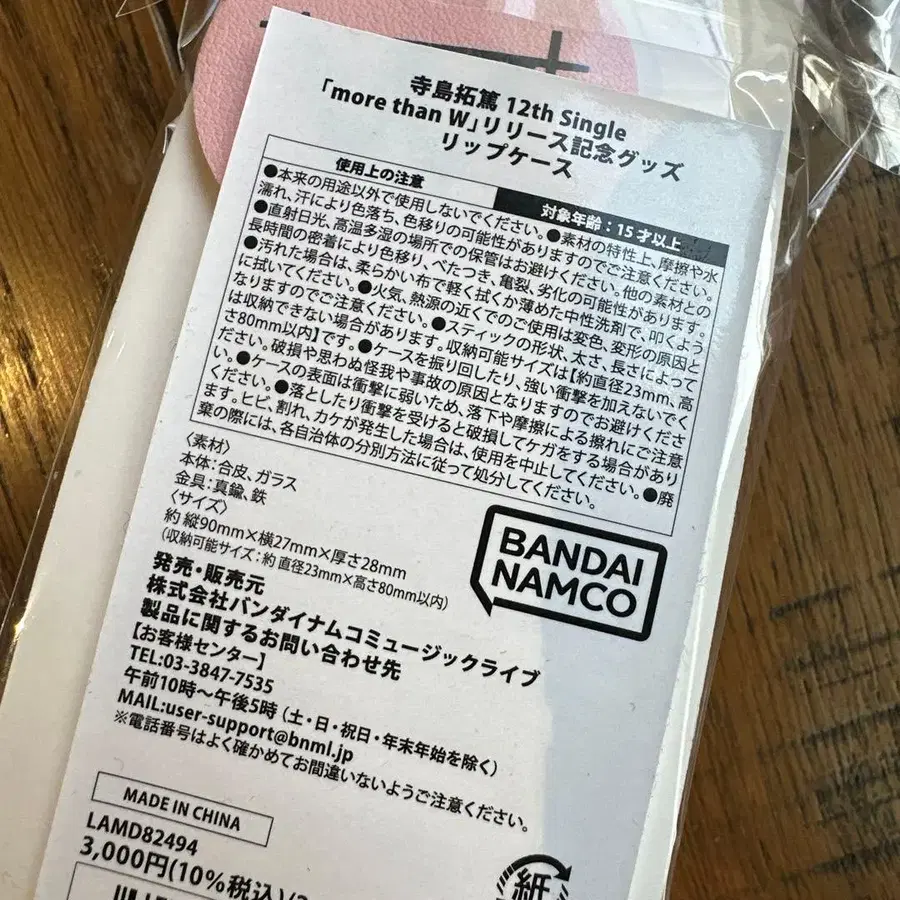 寺島拓篤 12th Single
「more than W」リリース記念グッズ
リップケース
使用上の注意
対象年齢:15才以上
●本来の用途以外で使用しないでください。●素材の特性上、摩擦や水
濡れ、汗により色落ち、色移りの可能性がありますのでご注意ください。
●直射日光、高温多湿の場所での保管はお避けください。他の素材との
長時間の密着により色移り、べたつき、亀裂、劣化の可能性があります。
●汚れた場合は、柔らかい布で軽く拭くか薄めた中性洗剤で、叩くよう
に拭いてください。●火気、熱源の近くでのご使用は変色、変形の原因と
なりますのでご注意ください。●スティックの形状、太さ、長さによって
は収納できない場合があります。収納可能サイズは【約直径23mm、高
さ80mm以内】です。●ケースを振り回したり、強い衝撃を加えないでく
ださい。破損や思わぬ怪我や事故の原因となりますのでお避けくださ
い。●ケースの表面は衝撃に弱いため、落下や摩擦による擦れにご注意
ください。●落としたり衝撃を受けると破損してケガをする場合があり
ます。ヒビ、割れ、カケが発生した場合は、使用を中止してください。●廃
棄の際には、各自治体の分別方法に従って処分してください。
〈素材〉
本体:合皮、ガラス
金具:真鍮、鉄
〈サイズ〉
約 縦90mm×横27mm×厚さ28mm
(収納可能サイズ:約 直径23mm×高さ80mm以内)
BANDAI
NAMCO
発売・販売元
株式会社バンダイナムコミュージックライブ
製品に関するお問い合わせ先
【お客様センター】
TEL:03-3847-7535
午前10時～午後5時(土・日・祝日・年末年始を除く)
MAIL:user-support@bnml.jp
※電話番号はよく確かめてお間違いないようご注意ください。
MADE IN CHINA
LAMD82494
3,000円(10%税込)
紙